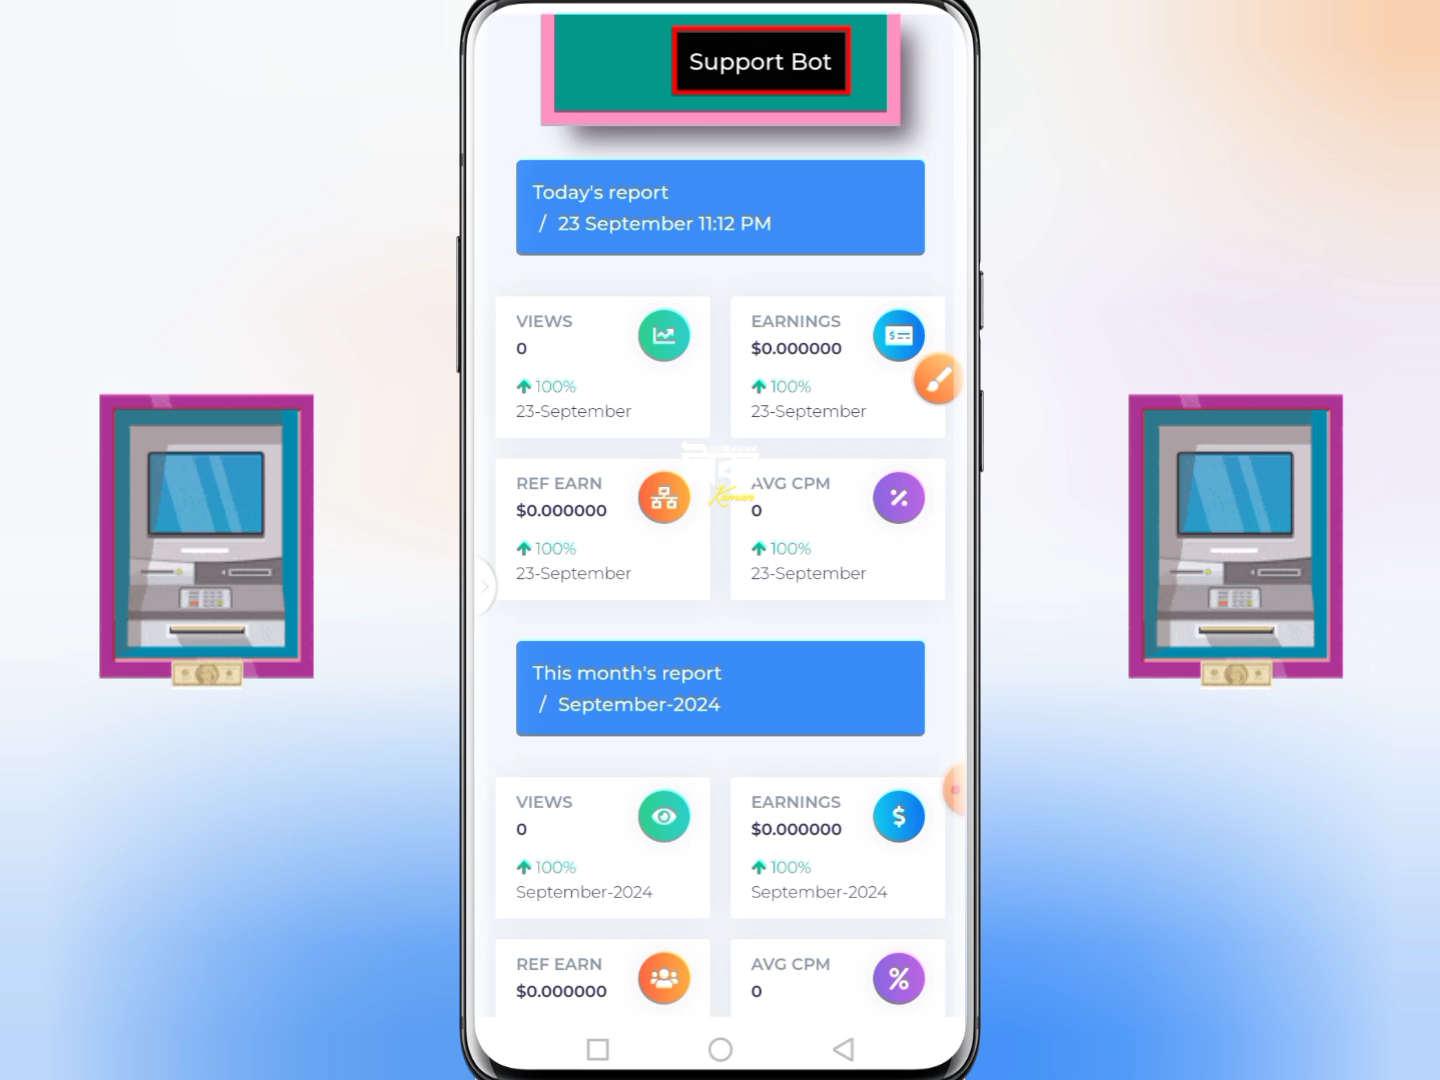 Support Bot
Today's report
/ 23 September 11:12 PM
VIEWS
0
100%
23-September
EARNINGS
$0.000000
100%
23-September
REF EARN
$0.000000
100%
23-September
AVG CPM
0
100%
23-September
This month's report
/ September-2024
VIEWS
0
100%
September-2024
EARNINGS
$0.000000
100%
September-2024
REF EARN
$0.000000
AVG CPM
0